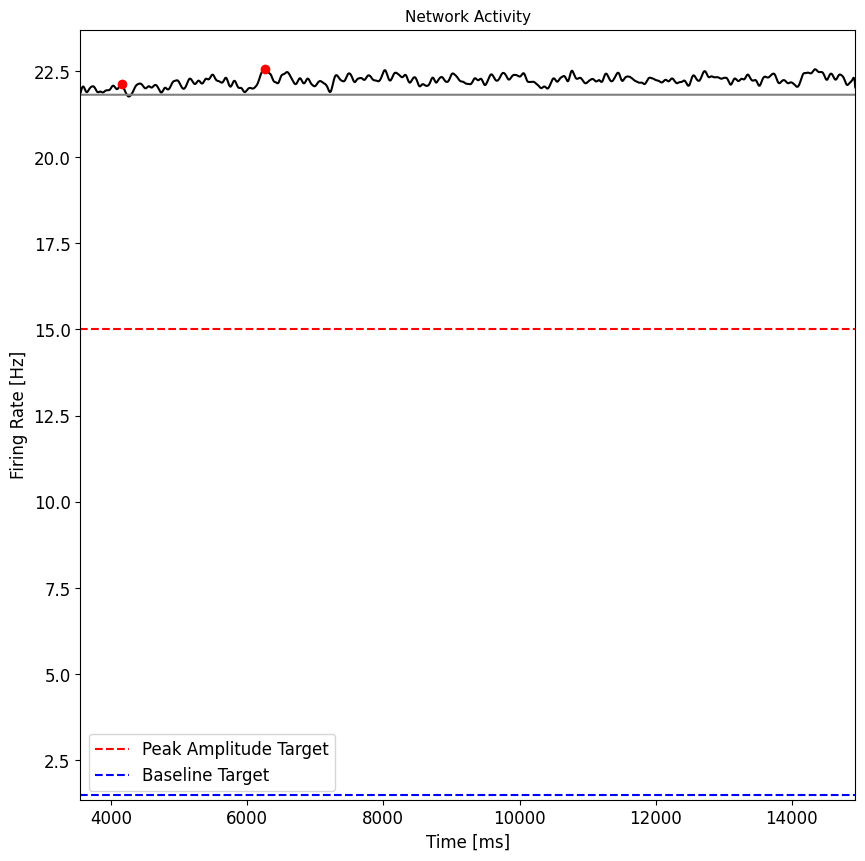 Network Activity
22.5
20.0
17.5
15.0
12.5
10.0
7.5
5.0
2.5
Firing Rate [Hz]
Peak Amplitude Target
Baseline Target
4000 6000 8000 10000 12000 14000
Time [ms]